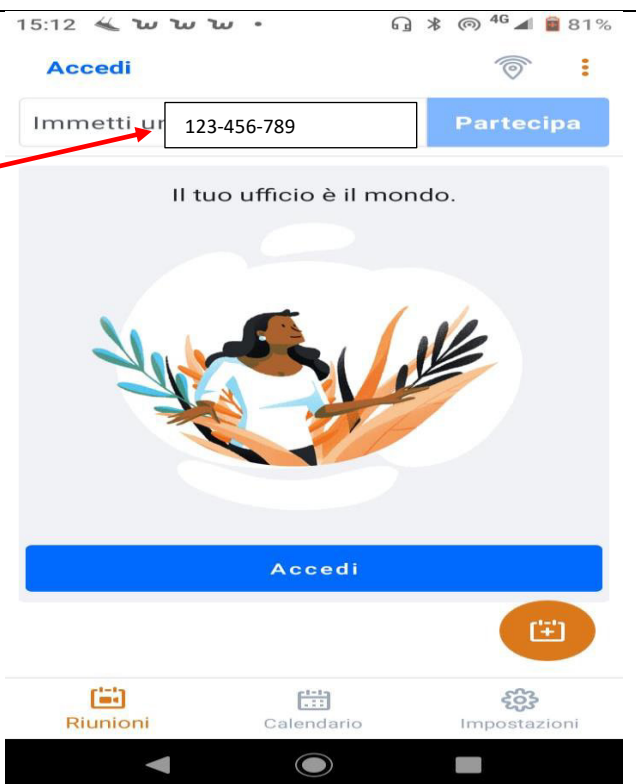 15:12 4G 81%
Accedi
Immetti un 123-456-789 Partecipa
Il tuo ufficio è il mondo.
Accedi
Riunioni Calendario Impostazioni